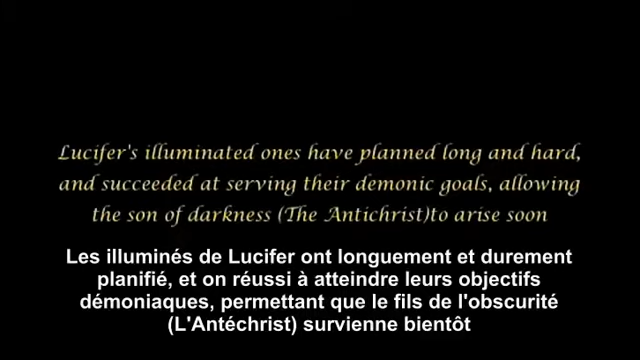 Lucifer's illuminated ones have planned long and hard,
and succeeded at serving their demonic goals, allowing
the son of darkness (The Antichrist)to arise soon
Les illuminés de Lucifer ont longuement et durement
planifié, et on réussi à atteindre leurs objectifs
démoniaques, permettant que le fils de l'obscurité
(L'Antéchrist) survienne bientôt